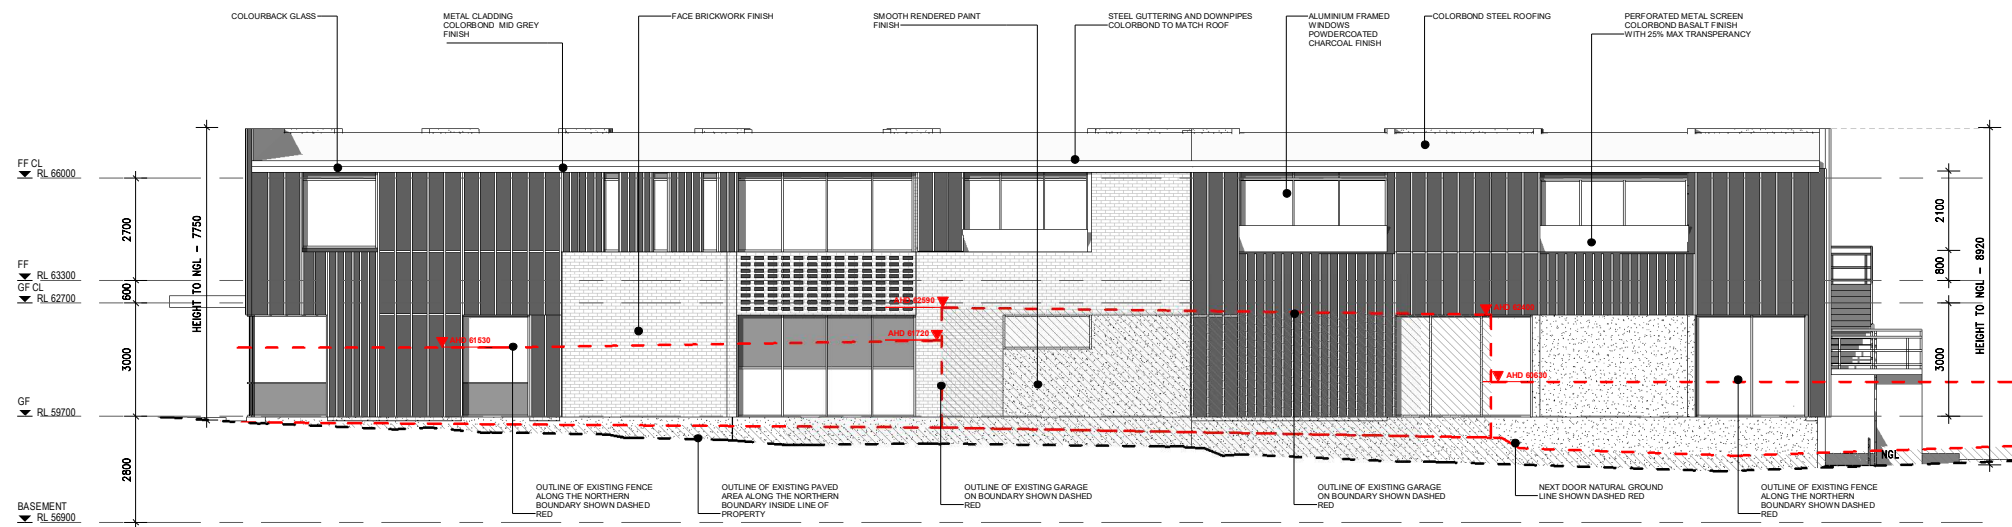 COLOURBACK GLASS
METAL CLADDING
COLORBOND MID GREY
FINISH
FACE BRICKWORK FINISH
SMOOTH RENDERED PAINT
FINISH
STEEL GUTTERING AND DOWNPIPES
COLORBOND TO MATCH ROOF
ALUMINIUM FRAMED
WINDOWS
POWDERCOATED
CHARCOAL FINISH
COLORBOND STEEL ROOFING
PERFORATED METAL SCREEN
COLORBOND BASALT FINISH
WITH 25% MAX TRANSPERANCY
FF CL
RL 66000
FF
RL 63300
GF CL
RL 62700
GF
RL 59700
BASEMENT
RL 56900
2700
600
3000
2800
HEIGHT TO NGL - 7750
AHD 61530
AHD 62590
AHD 61720
AHD 60630
2100
800
3000
HEIGHT TO NGL - 8920
NGL
OUTLINE OF EXISTING FENCE
ALONG THE NORTHERN
BOUNDARY SHOWN DASHED
RED
OUTLINE OF EXISTING PAVED
AREA ALONG THE NORTHERN
BOUNDARY INSIDE LINE OF
PROPERTY
OUTLINE OF EXISTING GARAGE
ON BOUNDARY SHOWN DASHED
RED
OUTLINE OF EXISTING GARAGE
ON BOUNDARY SHOWN DASHED
RED
NEXT DOOR NATURAL GROUND
LINE SHOWN DASHED RED
OUTLINE OF EXISTING FENCE
ALONG THE NORTHERN
BOUNDARY SHOWN DASHED
RED